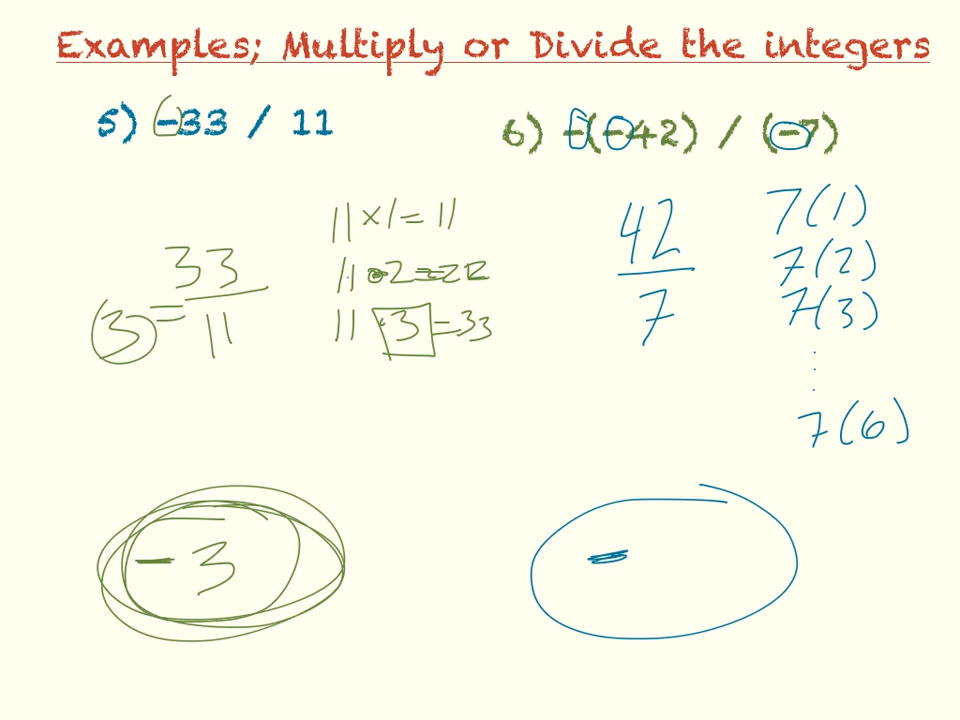 Examples; Multiply or Divide the integers
5) -33 / 11
33
3 = 11
11 x 1 = 11
11 • 2 = 22
11 · 3 = 33
- 3
6) -(-42) / (-7)
42
7
7(1)
7(2)
7(3)
.
.
.
7(6)
-